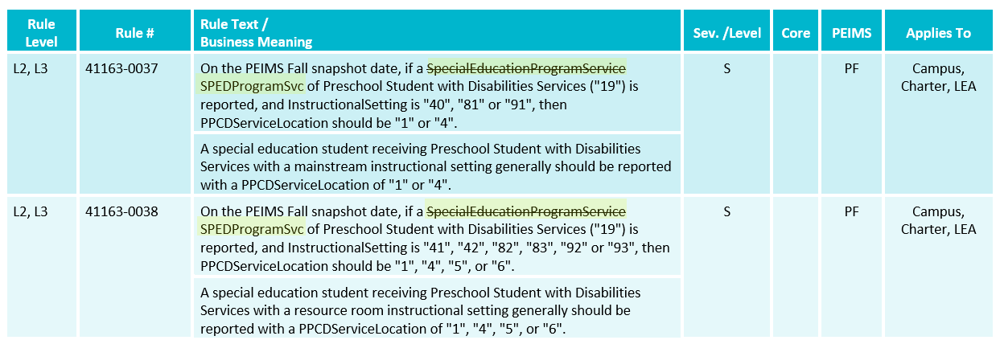 Rule Level
Rule #
Rule Text /
Business Meaning
Sev. /Level
Core
PEIMS
Applies To
L2, L3
41163-0037
On the PEIMS Fall snapshot date, if a SpecialEducationProgramService
SPEDProgramSvc of Preschool Student with Disabilities Services ("19") is
reported, and InstructionalSetting is "40", "81" or "91", then
PPCDServiceLocation should be "1" or "4".
A special education student receiving Preschool Student with Disabilities
Services with a mainstream instructional setting generally should be reported
with a PPCDServiceLocation of "1" or "4".
S
PF
Campus,
Charter, LEA
L2, L3
41163-0038
On the PEIMS Fall snapshot date, if a SpecialEducationProgramService
SPEDProgramSvc of Preschool Student with Disabilities Services ("19") is
reported, and InstructionalSetting is "41", "42", "82", "83", "92" or "93", then
PPCDServiceLocation should be "1", "4", "5", or "6".
A special education student receiving Preschool Student with Disabilities
Services with a resource room instructional setting generally should be
reported with a PPCDServiceLocation of "1", "4", "5", or "6".
S
PF
Campus,
Charter, LEA